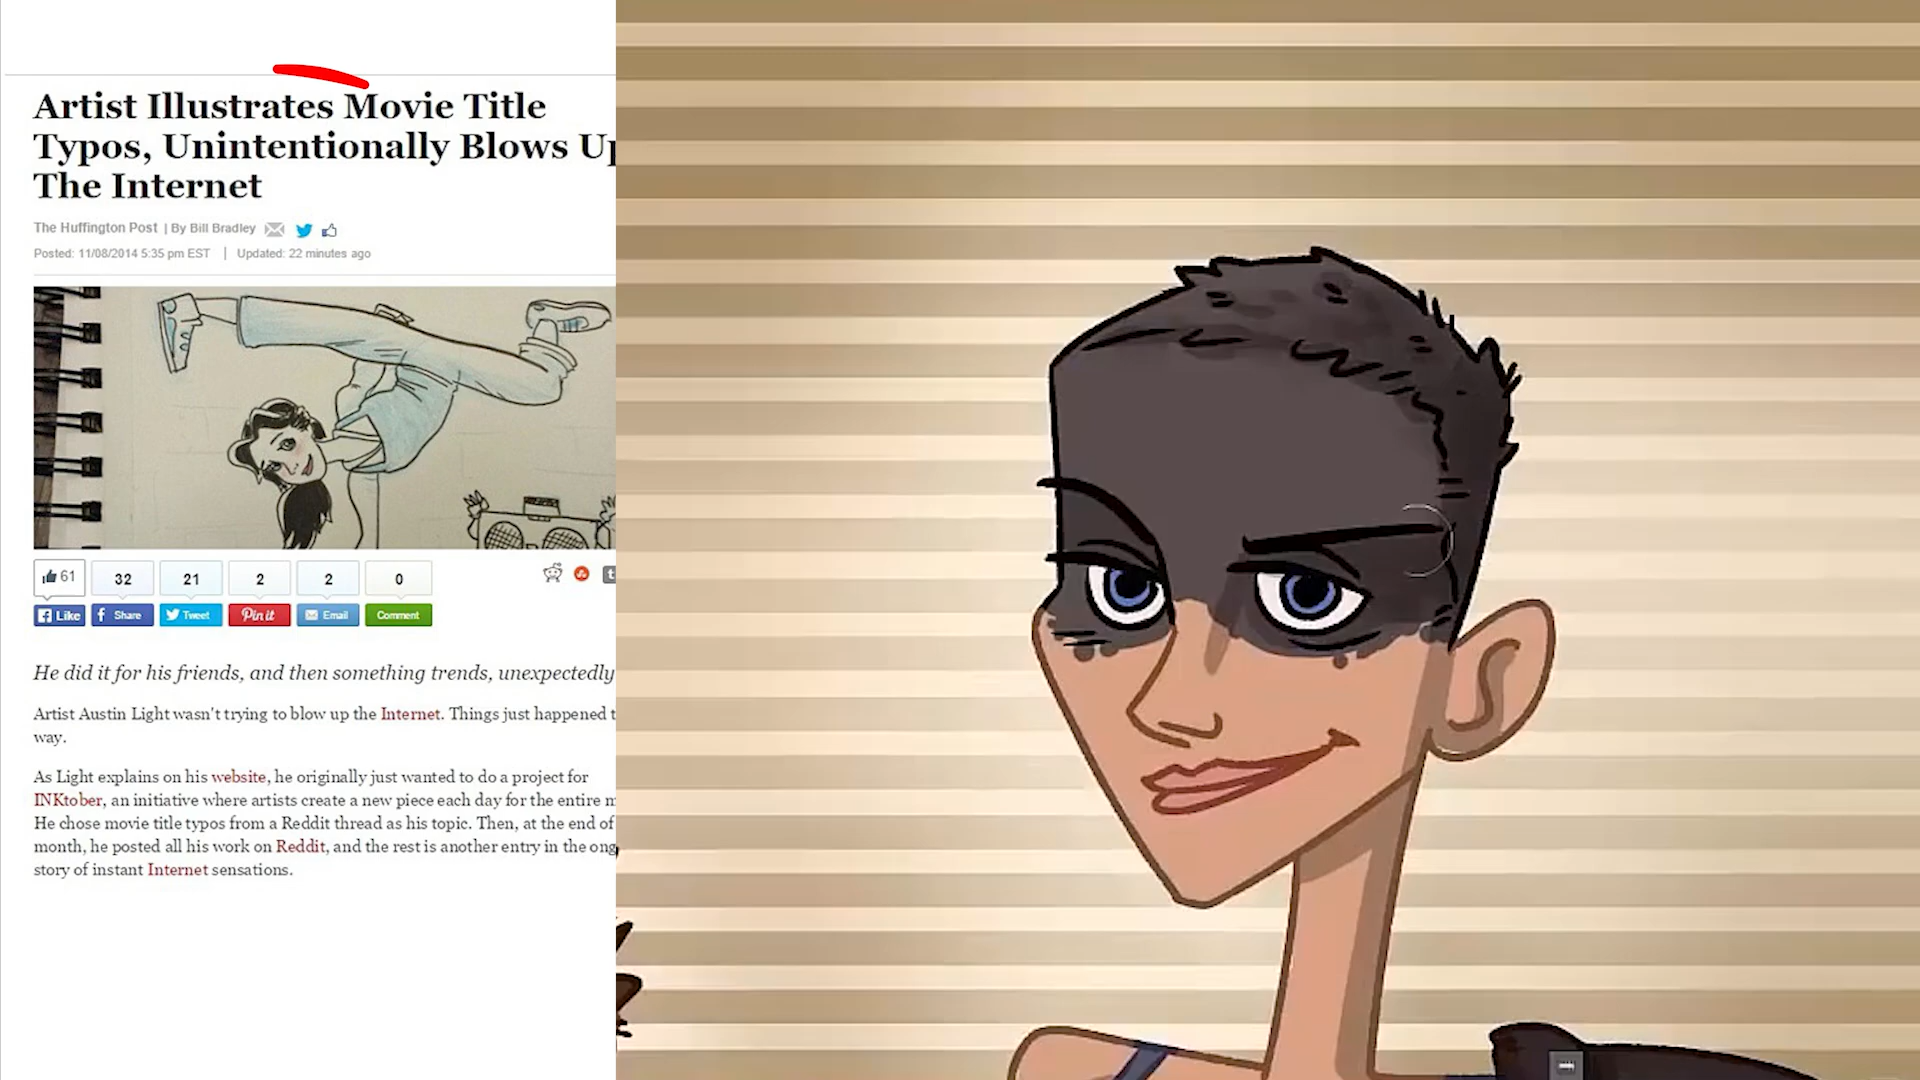 Artist Illustrates Movie Title
Typos, Unintentionally Blows Up
The Internet
The Huffington Post | By Bill Bradley
Posted: 11/08/2014 5:35 pm EST | Updated: 22 minutes ago
61 32 21 2 2 0
Like Share Tweet Pin it Email Comment
He did it for his friends, and then something trends, unexpectedly
Artist Austin Light wasn't trying to blow up the Internet. Things just happened t
way.
As Light explains on his website, he originally just wanted to do a project for
INKtober, an initiative where artists create a new piece each day for the entire m
He chose movie title typos from a Reddit thread as his topic. Then, at the end of
month, he posted all his work on Reddit, and the rest is another entry in the ong
story of instant Internet sensations.